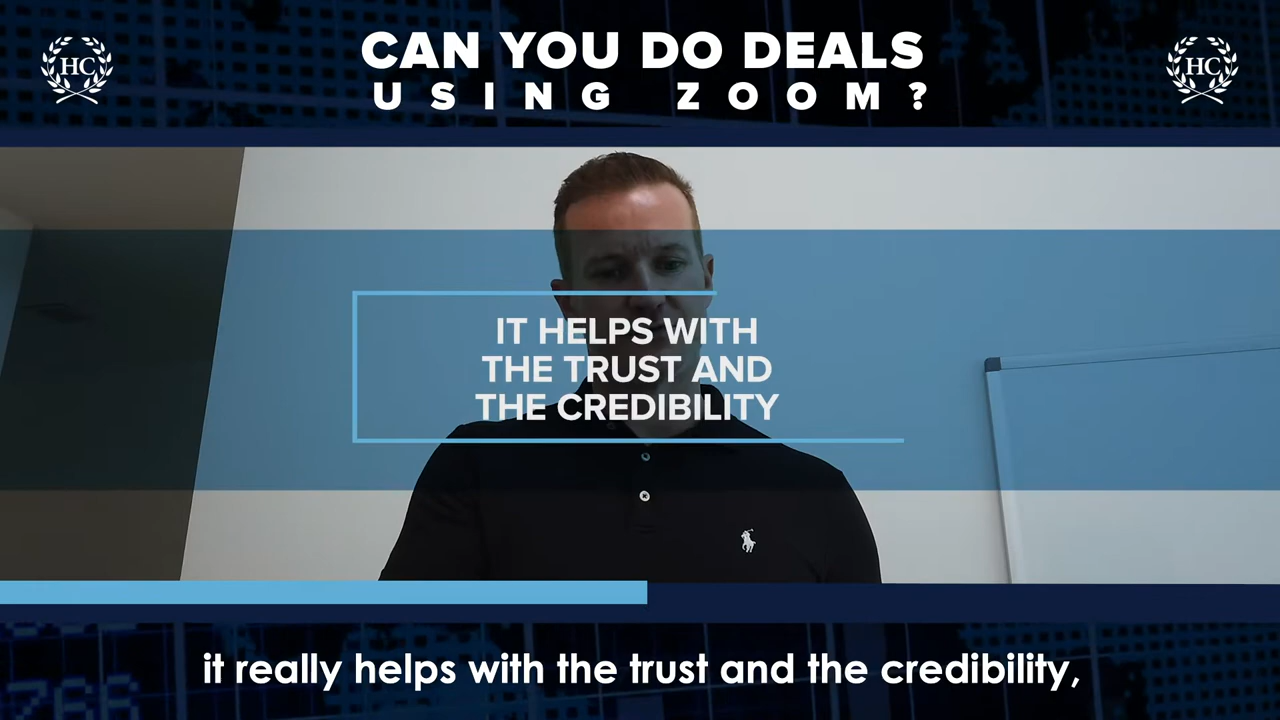 HC
CAN YOU DO DEALS
HC
USING ZOOM?
IT HELPS WITH
THE TRUST AND
THE CREDIBILITY
766
it really helps with the trust and the credibility,